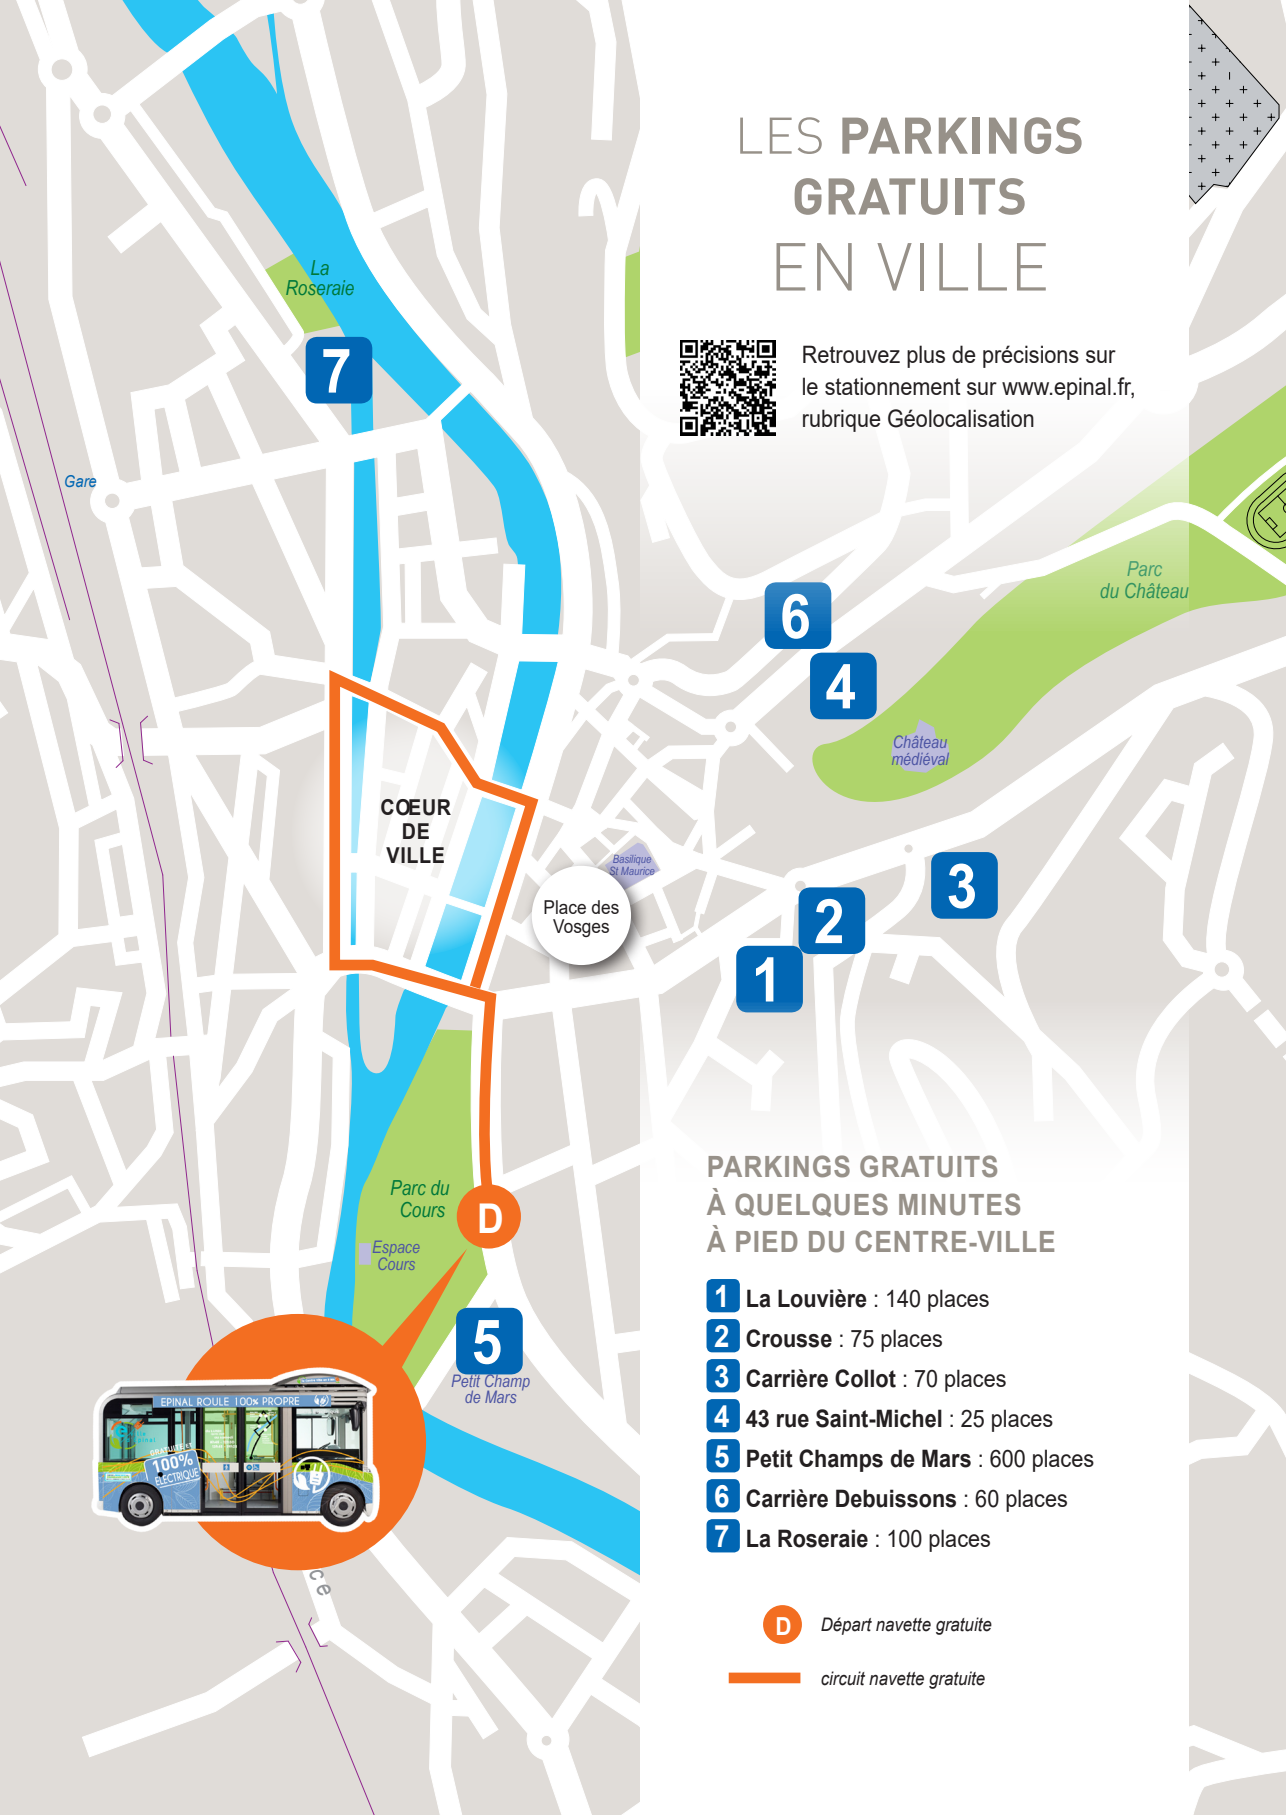 LES PARKINGS
GRATUITS
EN VILLE
Retrouvez plus de précisions sur
le stationnement sur www.epinal.fr,
rubrique Géolocalisation
La
Roseraie
7
Gare
Parc
du Château
6
4
Château
médiéval
CŒUR
DE
VILLE
Basilique
St Maurice
Place des
Vosges
3
2
1
Parc du
Cours
D
Espace
Cours
5
Petit Champ
de Mars
EPINAL ROULE 100% PROPRE
GRATUITE ET
100%
ELECTRIQUE
ce
PARKINGS GRATUITS
À QUELQUES MINUTES
À PIED DU CENTRE-VILLE
1 La Louvière : 140 places
2 Crousse : 75 places
3 Carrière Collot : 70 places
4 43 rue Saint-Michel : 25 places
5 Petit Champs de Mars : 600 places
6 Carrière Debuissons : 60 places
7 La Roseraie : 100 places
D Départ navette gratuite
circuit navette gratuite